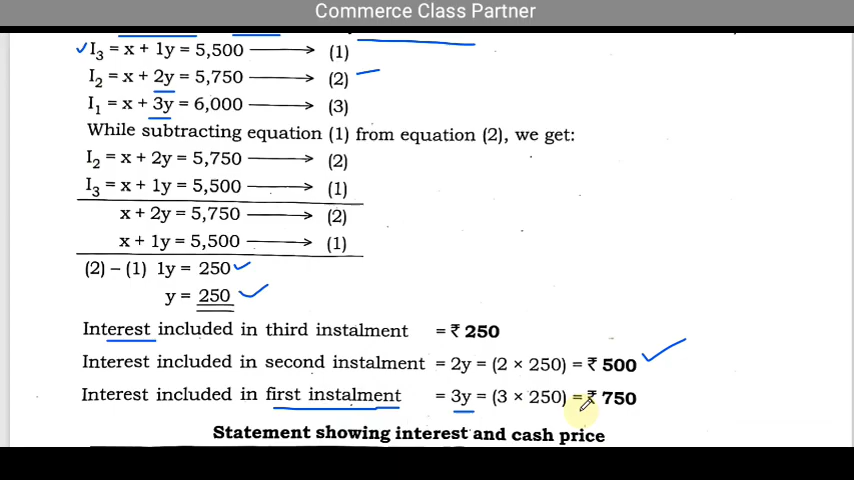 Commerce Class Partner
I₃ = x + 1y = 5,500 ⟶ (1)
I₂ = x + 2y = 5,750 ⟶ (2)
I₁ = x + 3y = 6,000 ⟶ (3)
While subtracting equation (1) from equation (2), we get:
I₂ = x + 2y = 5,750 ⟶ (2)
I₃ = x + 1y = 5,500 ⟶ (1)
x + 2y = 5,750 ⟶ (2)
x + 1y = 5,500 ⟶ (1)
(2) – (1) 1y = 250
y = 250
Interest included in third instalment = ₹ 250
Interest included in second instalment = 2y = (2 × 250) = ₹ 500
Interest included in first instalment = 3y = (3 × 250) = ₹ 750
Statement showing interest and cash price